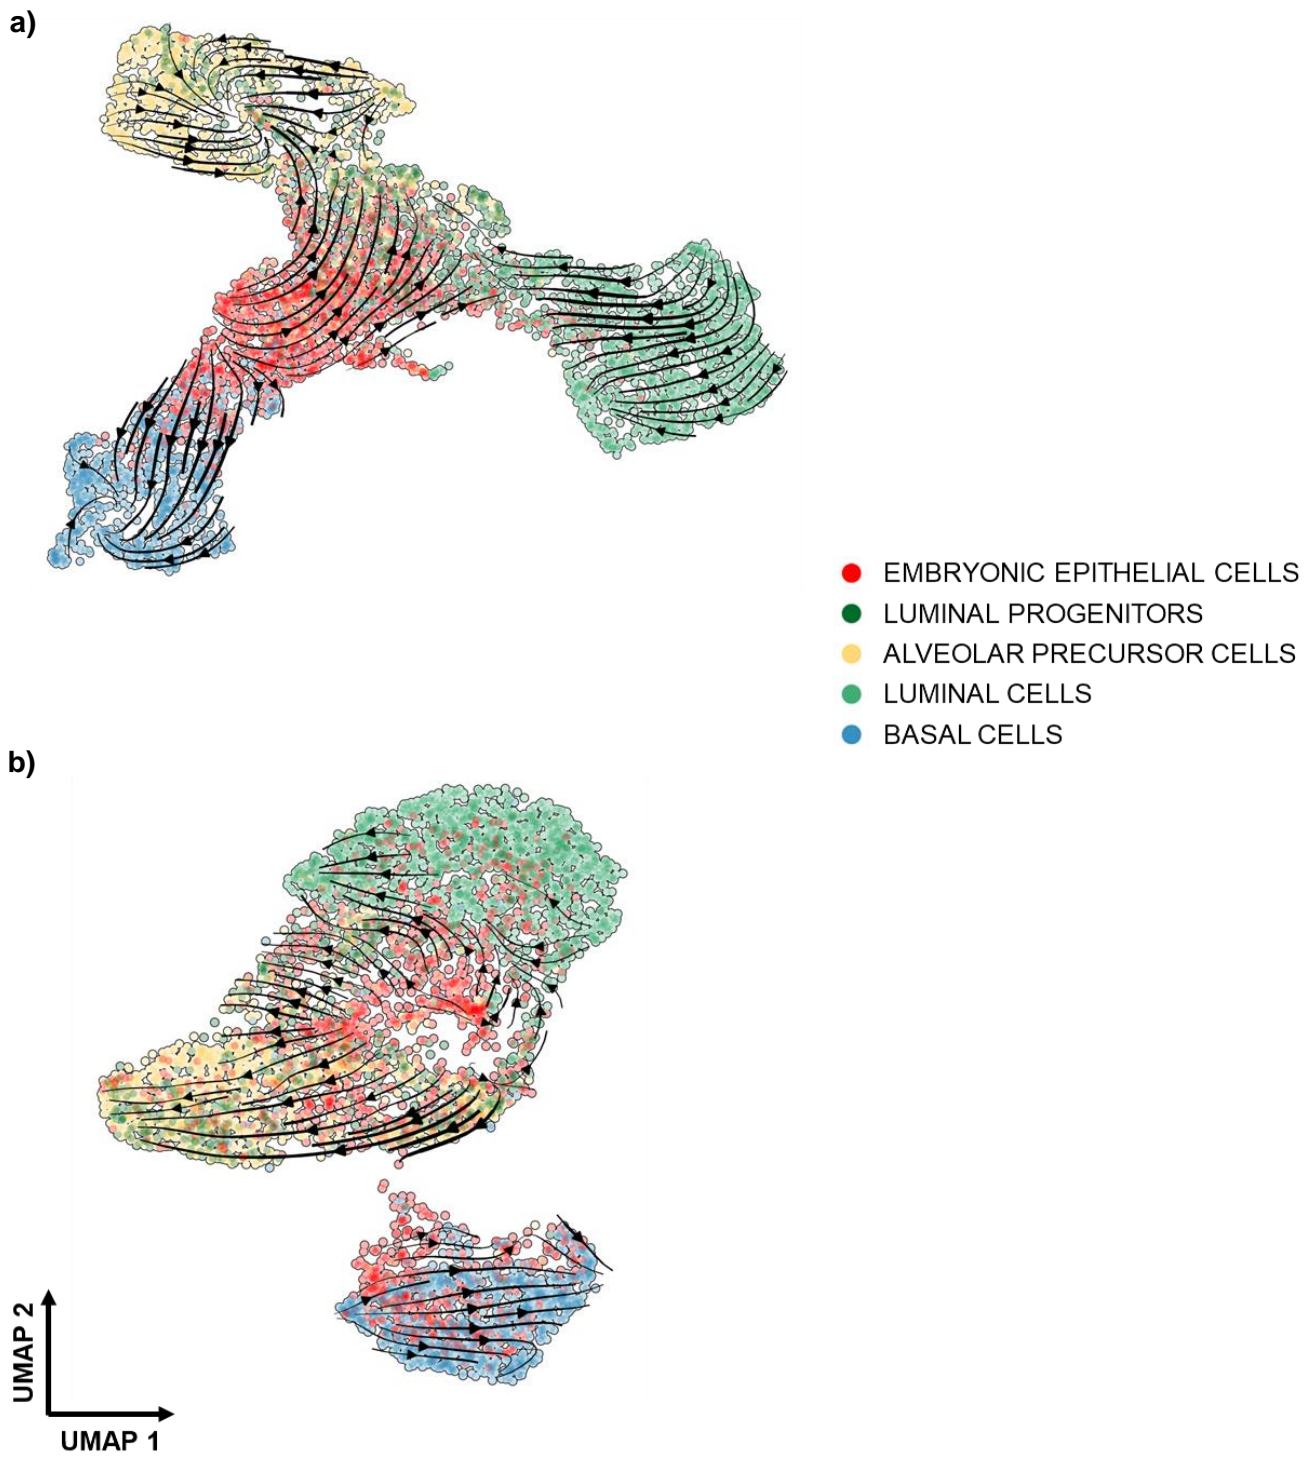 a)
EMBRYONIC EPITHELIAL CELLS
LUMINAL PROGENITORS
ALVEOLAR PRECURSOR CELLS
LUMINAL CELLS
BASAL CELLS
b)
UMAP 2
UMAP 1